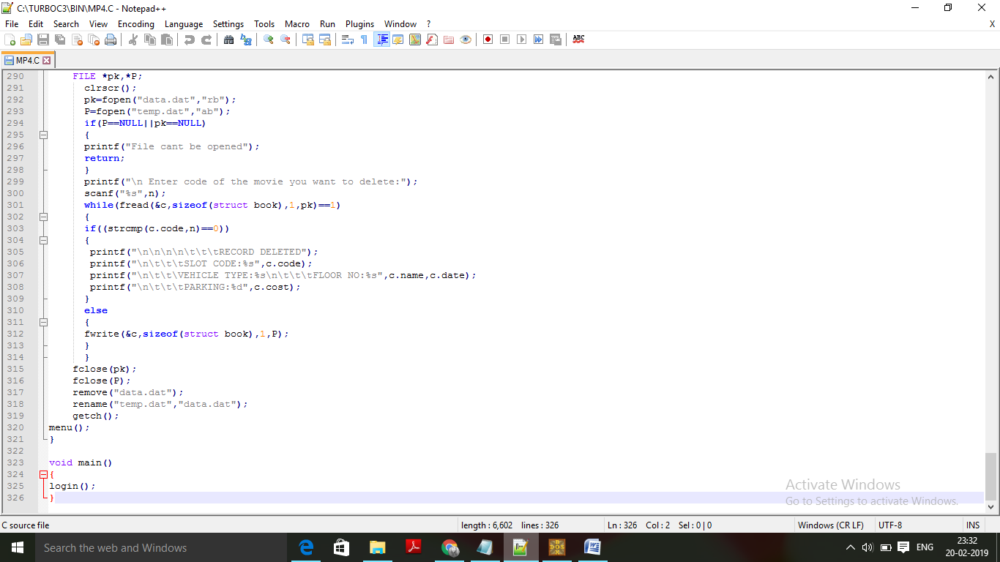 C:\TURBOC3\BIN\MP4.C - Notepad++
File Edit Search View Encoding Language Settings Tools Macro Run Plugins Window ? X
ABC
MP4.C
290 FILE *pk,*P;
291 clrscr();
292 pk=fopen("data.dat","rb");
293 P=fopen("temp.dat","ab");
294 if(P==NULL||pk==NULL)
295 {
296 printf("File cant be opened");
297 return;
298 }
299 printf("\n Enter code of the movie you want to delete:");
300 scanf("%s",n);
301 while(fread(&c,sizeof(struct book),1,pk)==1)
302 {
303 if((strcmp(c.code,n)==0))
304 {
305 printf("\n\n\n\n\t\t\tRECORD DELETED");
306 printf("\n\t\t\tSLOT CODE:%s",c.code);
307 printf("\n\t\t\VEHICLE TYPE:%s\n\t\t\tFLOOR NO:%s",c.name,c.date);
308 printf("\n\t\t\tPARKING:%d",c.cost);
309 }
310 else
311 {
312 fwrite(&c,sizeof(struct book),1,P);
313 }
314 }
315 fclose(pk);
316 fclose(P);
317 remove("data.dat");
318 rename("temp.dat","data.dat");
319 getch();
320 menu();
321 }
322
323 void main()
324 {
325 login();
326 }
Activate Windows
Go to Settings to activate Windows.
C source file length : 6,602 lines : 326 Ln : 326 Col : 2 Sel : 0 | 0 Windows (CR LF) UTF-8 INS
Search the web and Windows ENG 23:32
20-02-2019